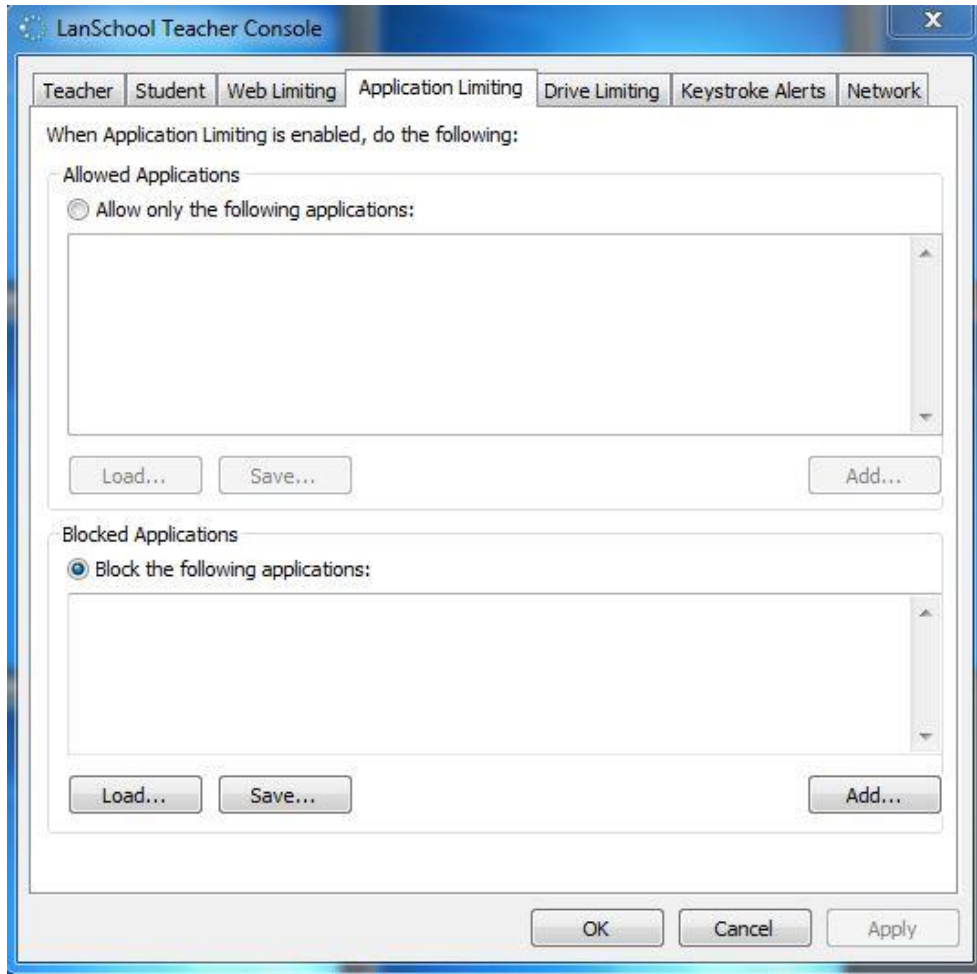 LanSchool Teacher Console
Teacher Student Web Limiting Application Limiting Drive Limiting Keystroke Alerts Network
When Application Limiting is enabled, do the following:
Allowed Applications
Allow only the following applications:
Load... Save... Add...
Blocked Applications
Block the following applications:
Load... Save... Add...
OK Cancel Apply